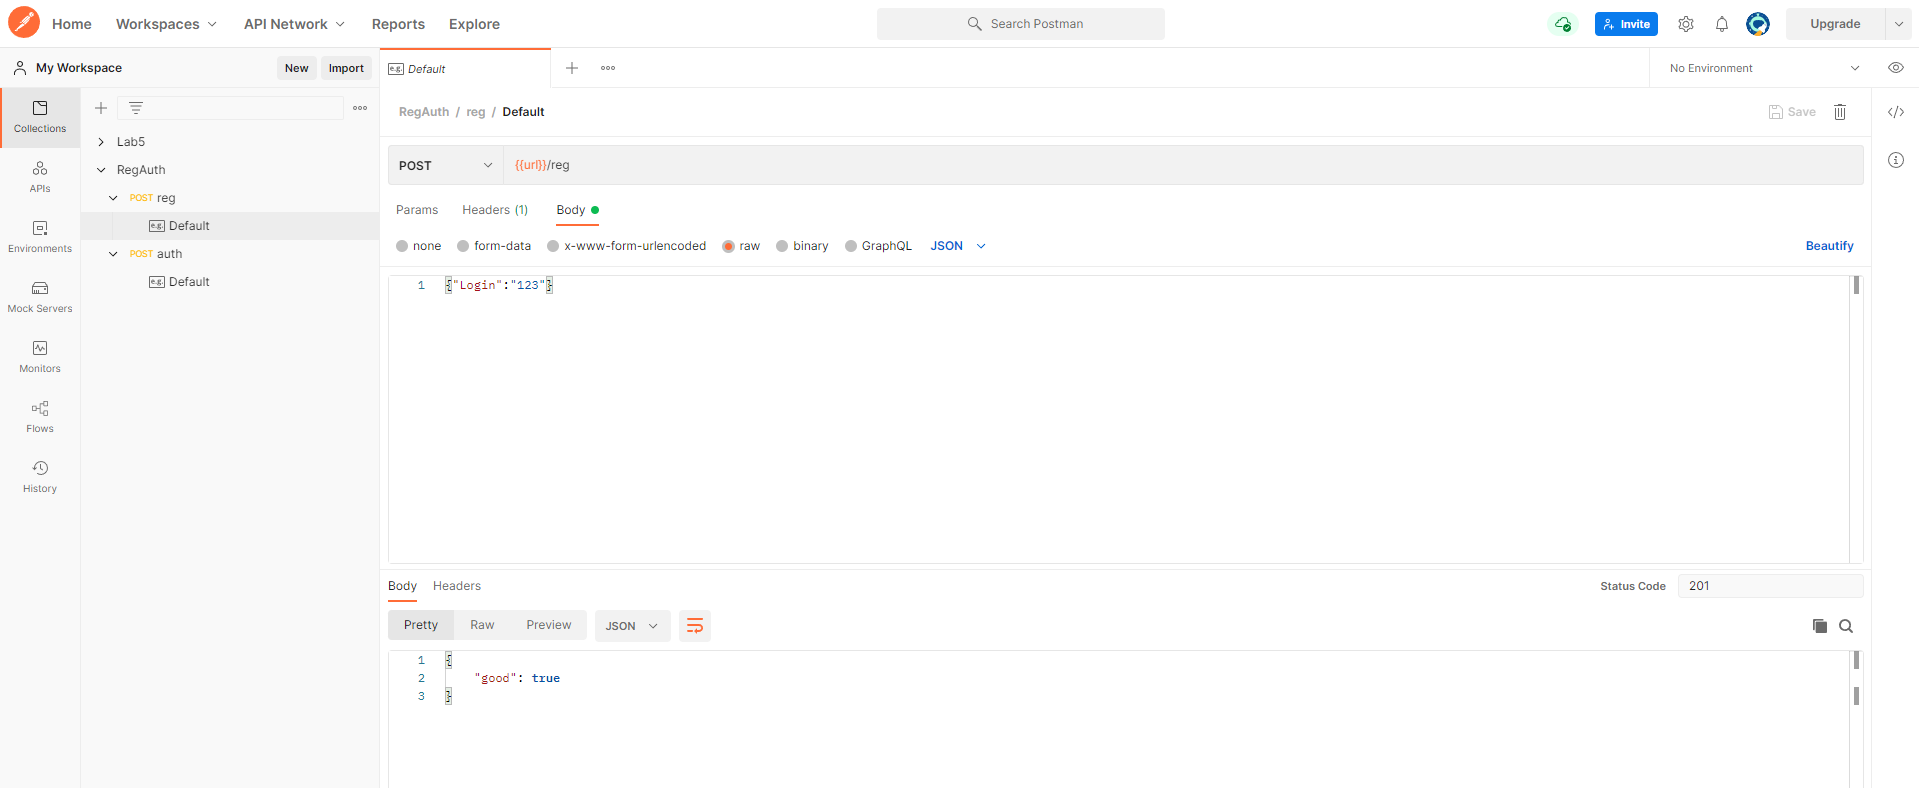 Home Workspaces API Network Reports Explore Search Postman Invite Upgrade
My Workspace New Import
e.g. Default
No Environment
Collections
APIs
Environments
Mock Servers
Monitors
Flows
History
Lab5
RegAuth
POST reg
e.g. Default
POST auth
e.g. Default
RegAuth / reg / Default
Save
POST {{url}}/reg
Params Headers (1) Body
none form-data x-www-form-urlencoded raw binary GraphQL JSON Beautify
1 {"Login":"123"}
Body Headers Status Code 201
Pretty Raw Preview JSON
1 {
2 "good": true
3 }